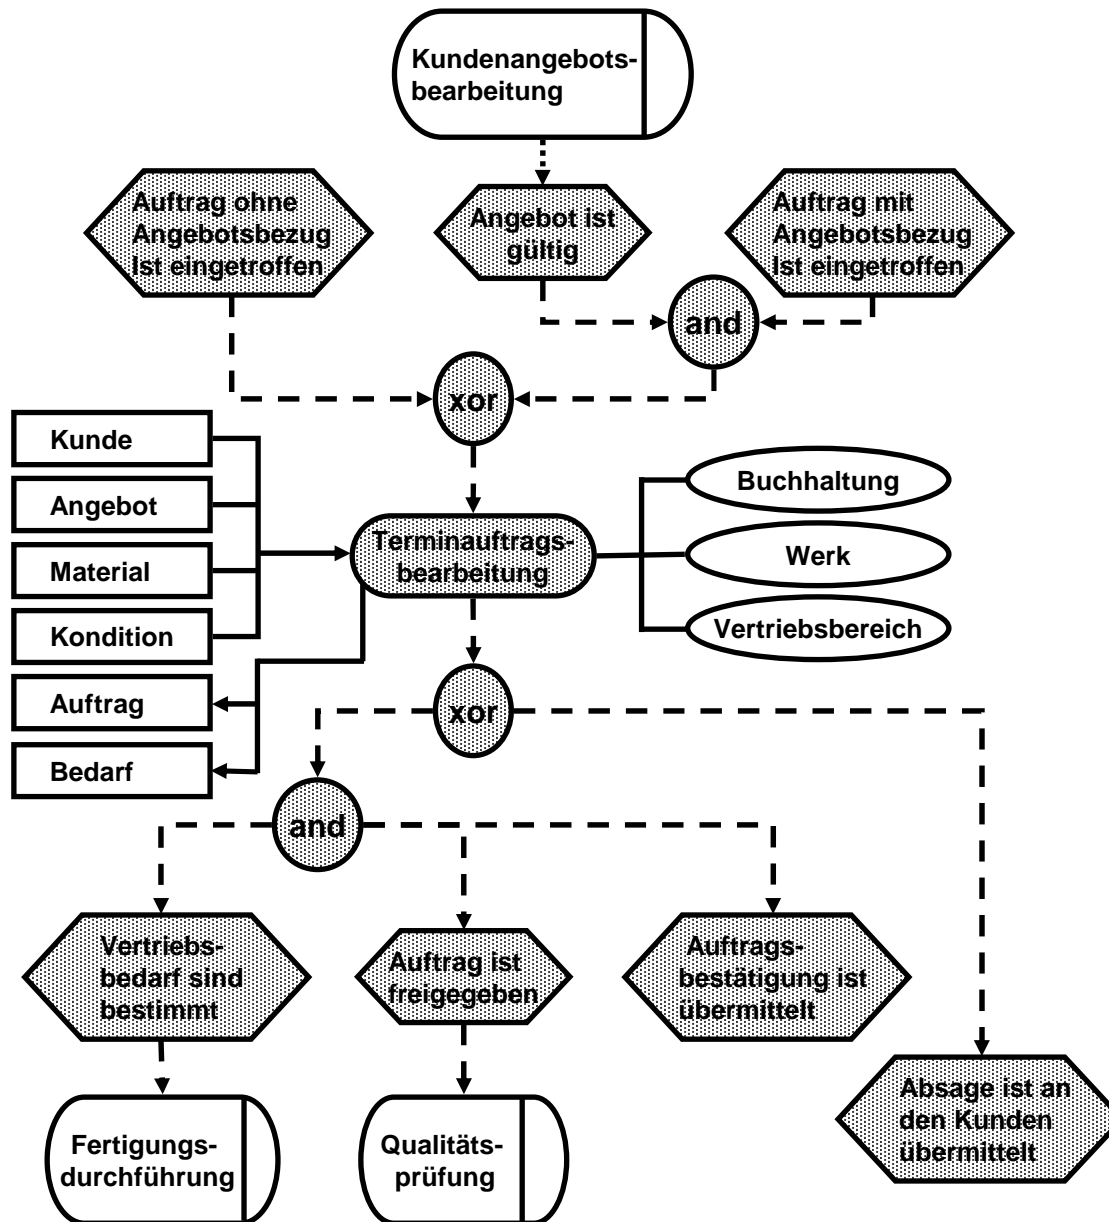 Kundenangebots-
bearbeitung
Auftrag ohne
Angebotsbezug
Ist eingetroffen
Angebot ist
gültig
Auftrag mit
Angebotsbezug
Ist eingetroffen
and
xor
Kunde
Angebot
Material
Kondition
Auftrag
Bedarf
Terminauftrags-
bearbeitung
Buchhaltung
Werk
Vertriebsbereich
xor
and
Vertriebs-
bedarf sind
bestimmt
Auftrag ist
freigegeben
Auftrags-
bestätigung ist
übermittelt
Absage ist an
den Kunden
übermittelt
Fertigungs-
durchführung
Qualitäts-
prüfung